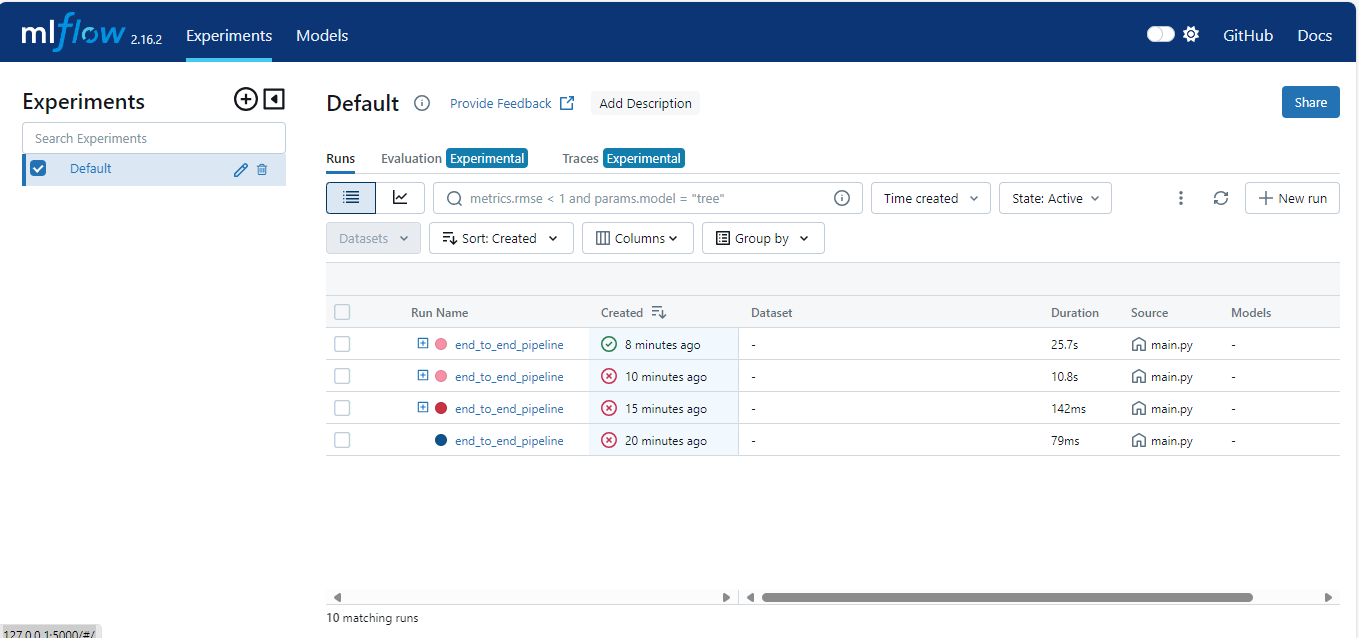 mlflow 2.16.2 Experiments Models GitHub Docs
Experiments
Search Experiments
Default
Default Provide Feedback Add Description Share
Runs Evaluation Experimental Traces Experimental
metrics.rmse < 1 and params.model = "tree" Time created State: Active New run
Datasets Sort: Created Columns Group by
Run Name Created Dataset Duration Source Models
end_to_end_pipeline 8 minutes ago - 25.7s main.py -
end_to_end_pipeline 10 minutes ago - 10.8s main.py -
end_to_end_pipeline 15 minutes ago - 142ms main.py -
end_to_end_pipeline 20 minutes ago - 79ms main.py -
10 matching runs
127.0.0.1:5000/#/